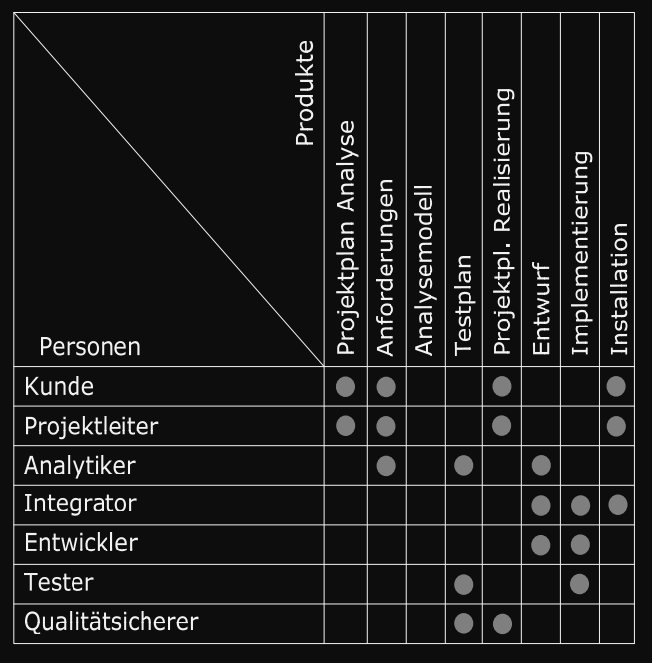 Produkte
Personen
Projektplan Analyse
Anforderungen
Analysemodell
Testplan
Projektpl. Realisierung
Entwurf
Implementierung
Installation
Kunde
Projektleiter
Analytiker
Integrator
Entwickler
Tester
Qualitätsicherer